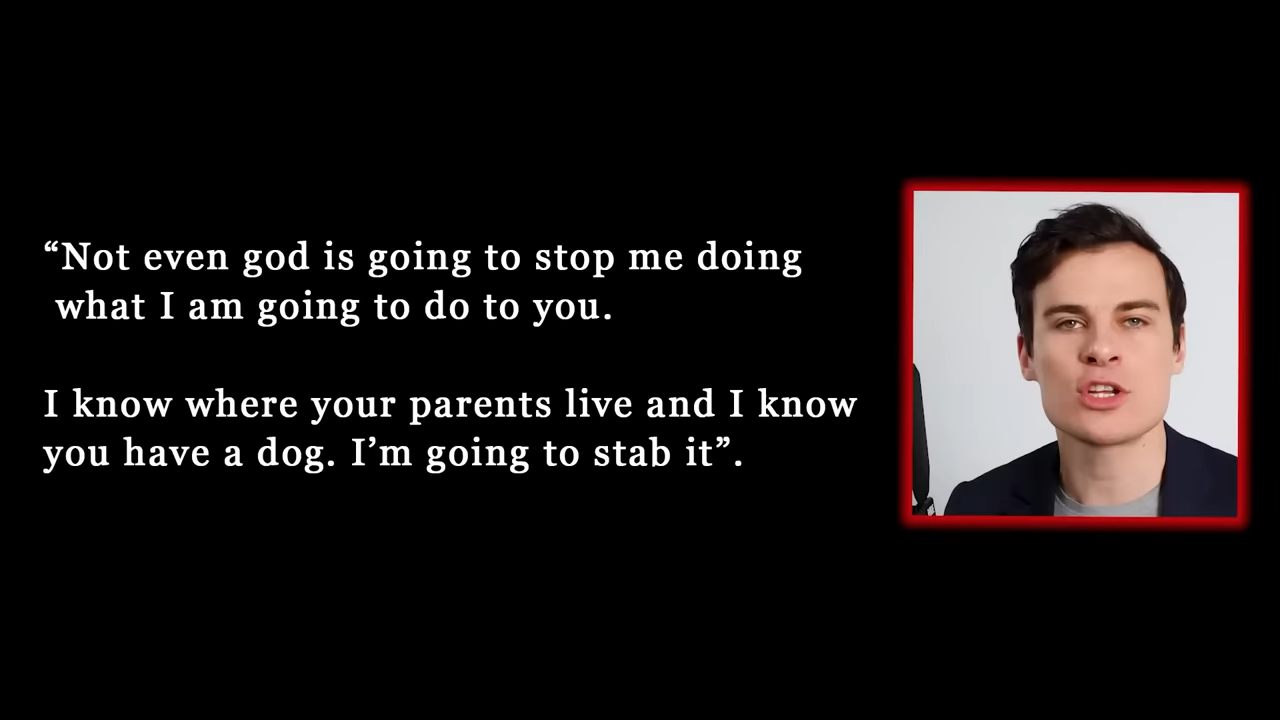 “Not even god is going to stop me doing
what I am going to do to you.
I know where your parents live and I know
you have a dog. I’m going to stab it”.